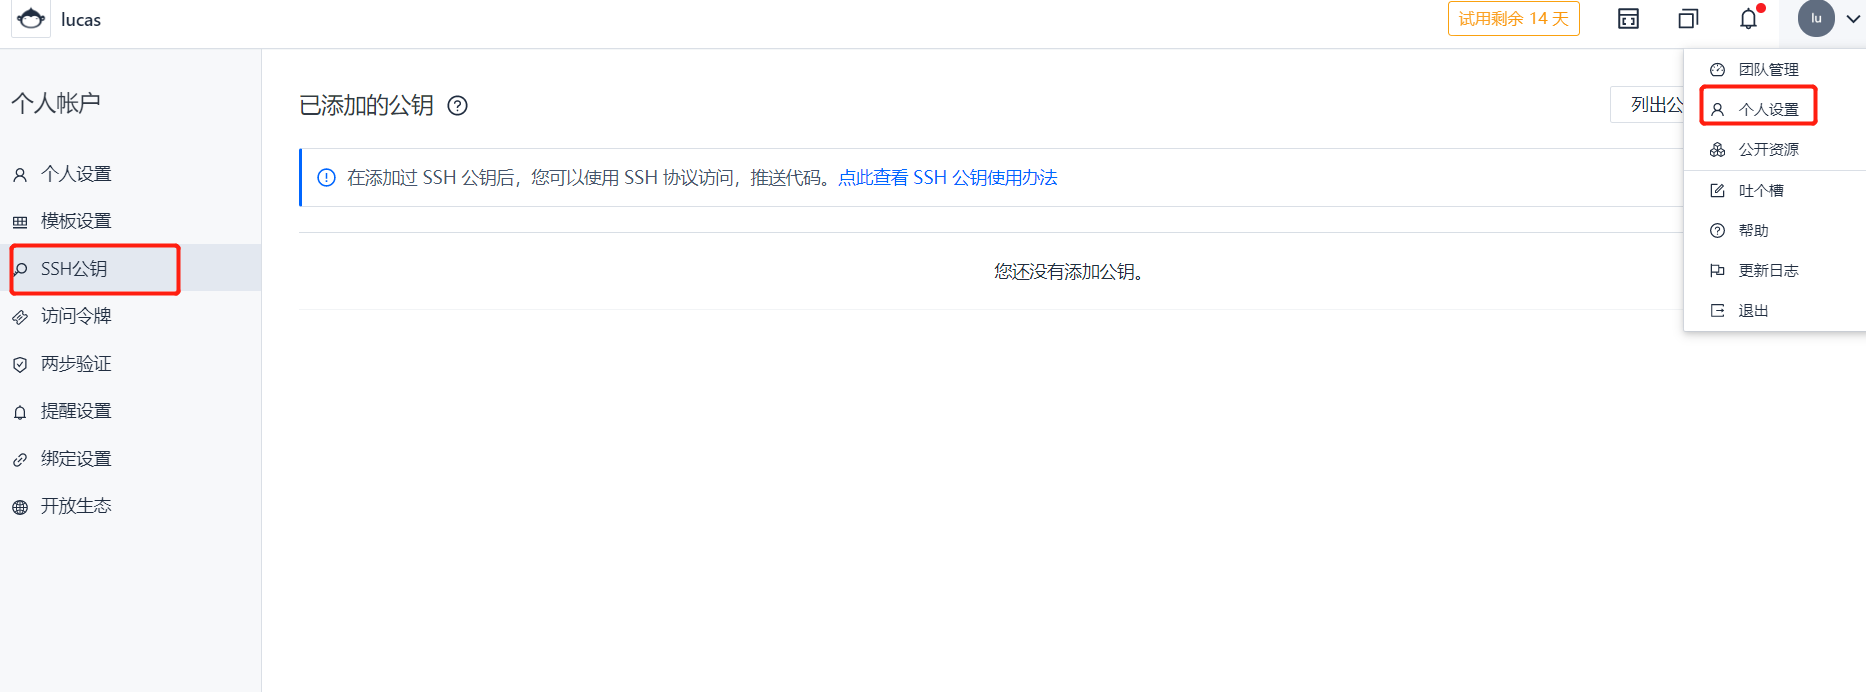 lucas
试用剩余 14 天
lu
个人帐户
个人设置
模板设置
SSH公钥
访问令牌
两步验证
提醒设置
绑定设置
开放生态
已添加的公钥
列出公
在添加过 SSH 公钥后，您可以使用 SSH 协议访问，推送代码。点此查看 SSH 公钥使用办法
您还没有添加公钥。
团队管理
个人设置
公开资源
吐个槽
帮助
更新日志
退出